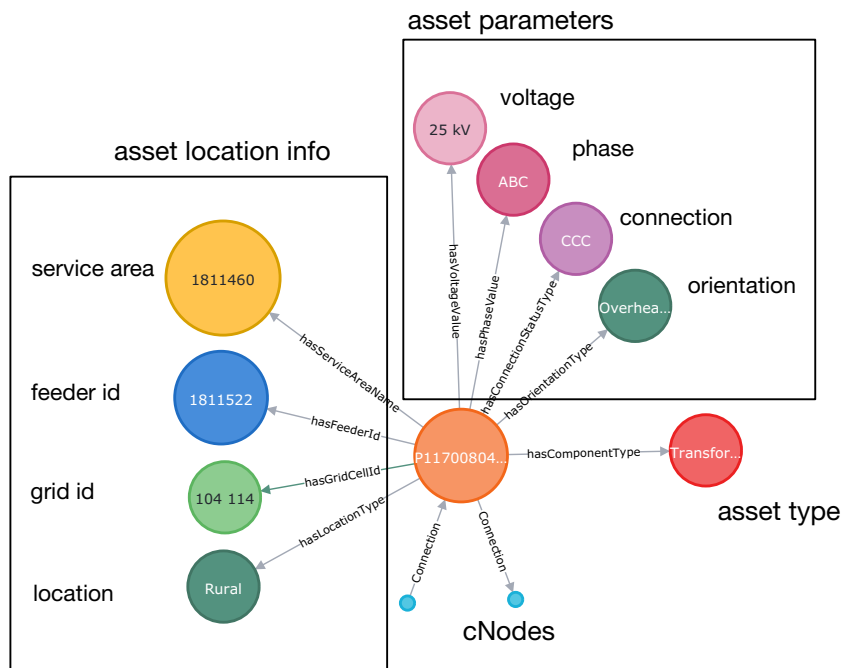 asset parameters
voltage
25 kV
asset location info
phase
ABC
connection
CCC
service area
1811460
orientation
Overhea...
hasVoltageValue
hasPhaseValue
hasConnectionStatusType
hasOrientationType
hasServiceAreaName
feeder id
1811522
hasFeederId
P11700804...
hasComponentType
Transfor...
grid id
104 114
hasGridCellId
asset type
hasLocationType
location
Rural
Connection
Connection
cNodes